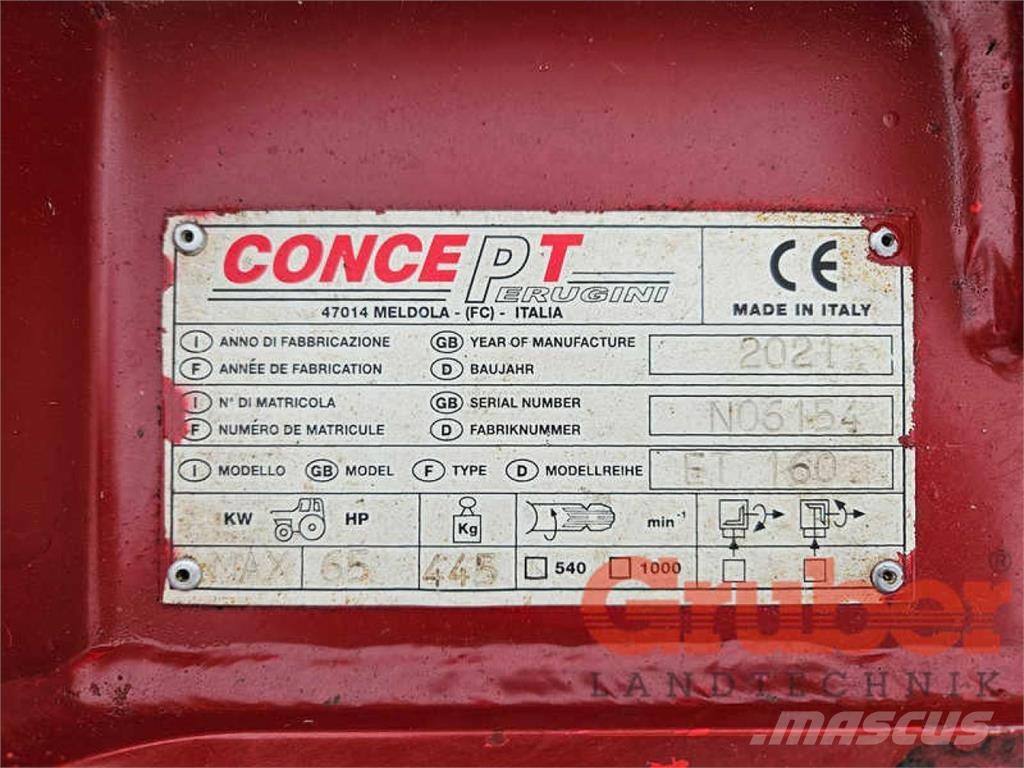 CONCEPT
PERUGINI
47014 MELDOLA - (FC) - ITALIA
CE
MADE IN ITALY
I ANNO DI FABBRICAZIONE GB YEAR OF MANUFACTURE 2021
F ANNÉE DE FABRICATION D BAUJAHR
I N° DI MATRICOLA GB SERIAL NUMBER N06154
F NUMÉRO DE MATRICULE D FABRIKNUMMER
I MODELLO GB MODEL F TYPE D MODELLREIHE ET 160
KW HP Kg min⁻¹
MAX 65 445 540 1000
Gruber®
LANDTECHNIK
mascus